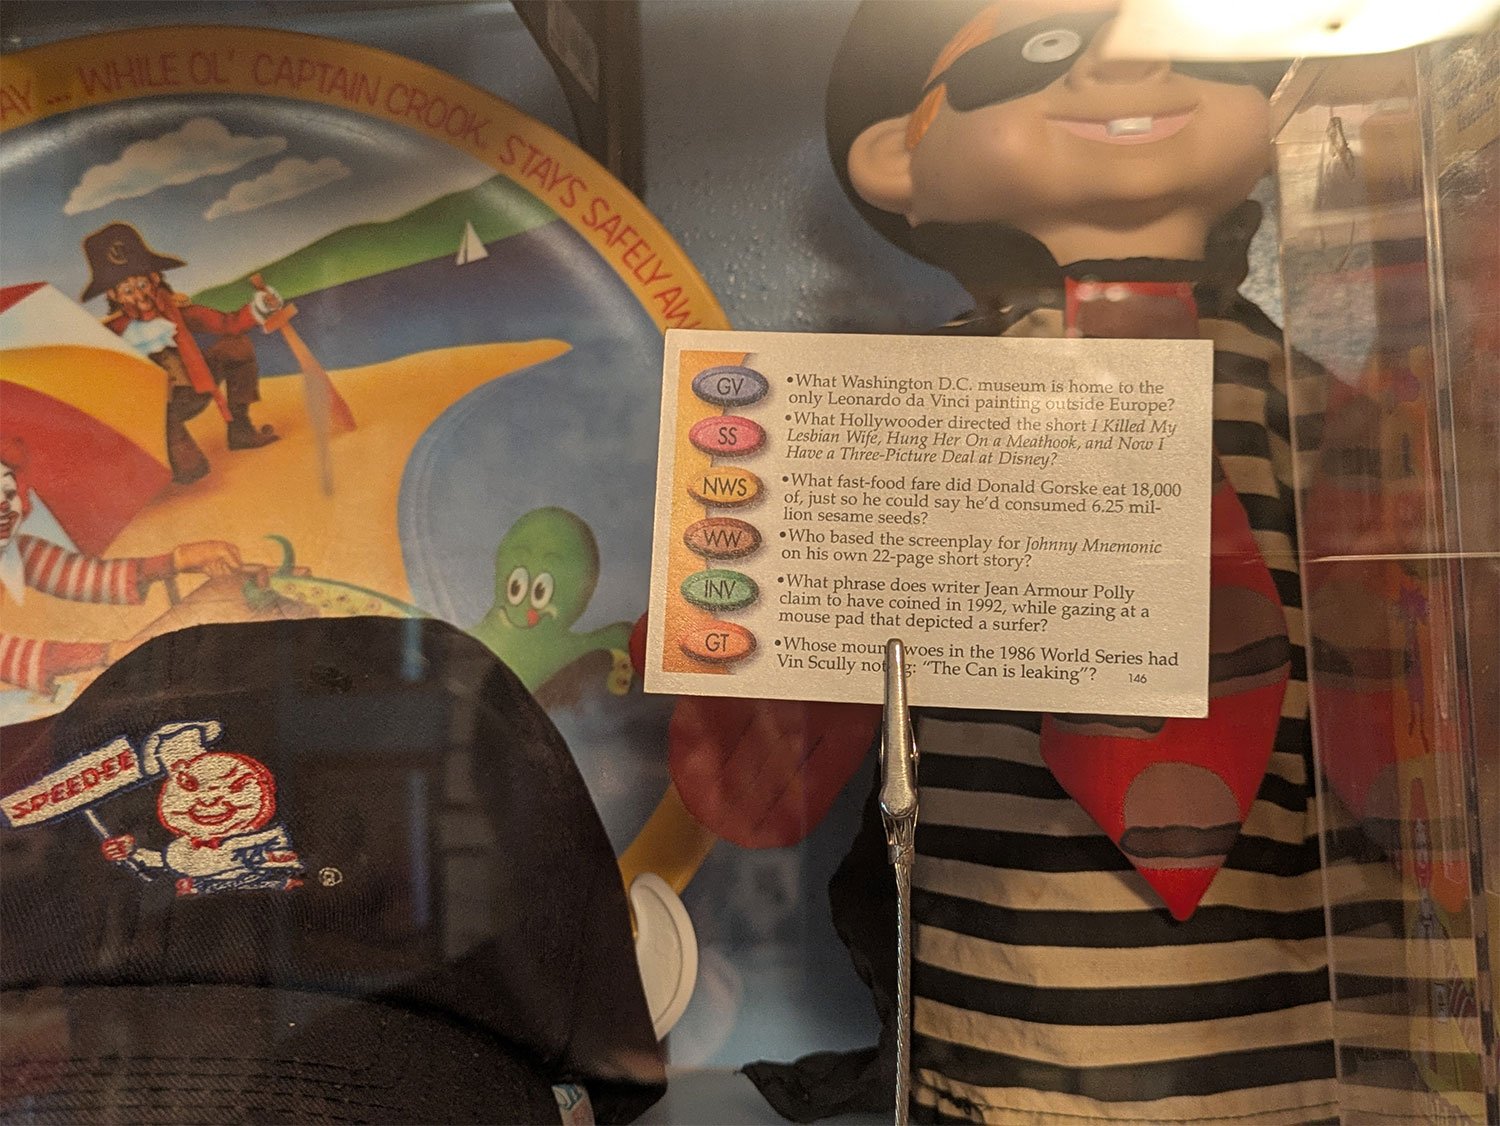 AY ... WHILE OL' CAPTAIN CROOK, STAYS SAFELY AW
C
SPEEDEE
®
GV
•What Washington D.C. museum is home to the
only Leonardo da Vinci painting outside Europe?
SS
•What Hollywooder directed the short I Killed My
Lesbian Wife, Hung Her On a Meathook, and Now I
Have a Three-Picture Deal at Disney?
NWS
•What fast-food fare did Donald Gorske eat 18,000
of, just so he could say he'd consumed 6.25 mil-
lion sesame seeds?
WW
•Who based the screenplay for Johnny Mnemonic
on his own 22-page short story?
INV
•What phrase does writer Jean Armour Polly
claim to have coined in 1992, while gazing at a
mouse pad that depicted a surfer?
GT
•Whose moun woes in the 1986 World Series had
Vin Scully not g: “The Can is leaking”?
146